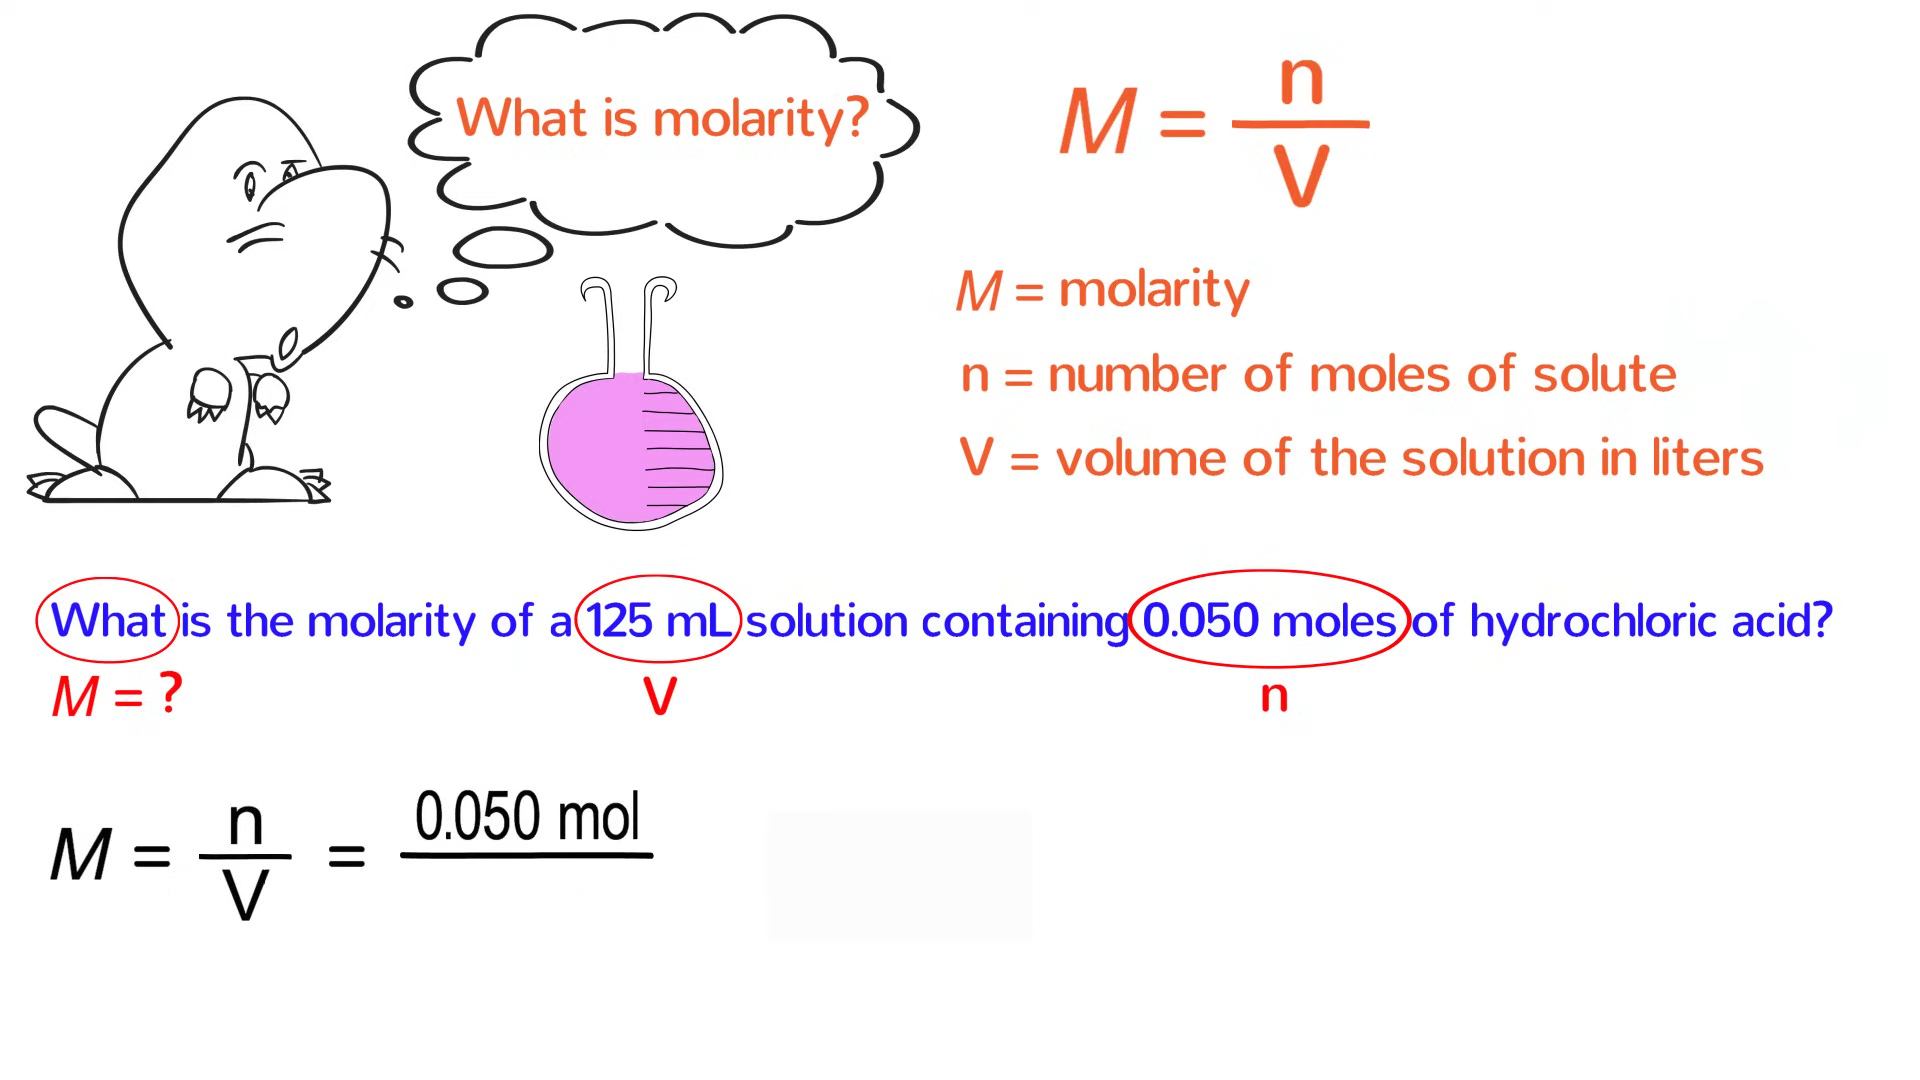 What is molarity?
M = n/V
M = molarity
n = number of moles of solute
V = volume of the solution in liters
What is the molarity of a 125 mL solution containing 0.050 moles of hydrochloric acid?
M = ? V n
M = n/V = 0.050 mol